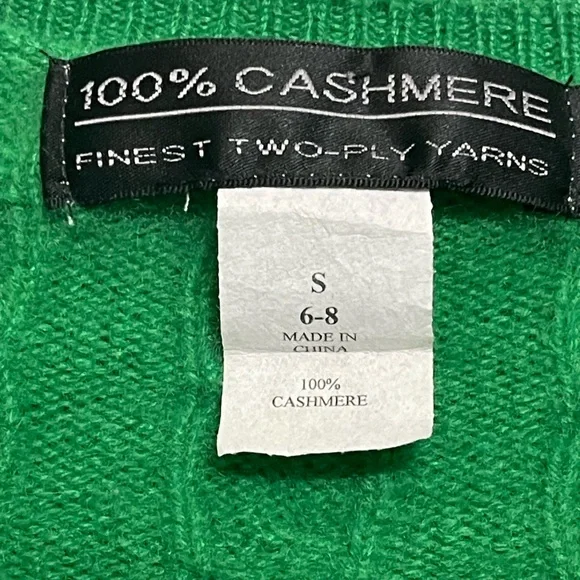 100% CASHMERE
FINEST TWO-PLY YARNS
S
6-8
MADE IN
CHINA
100%
CASHMERE